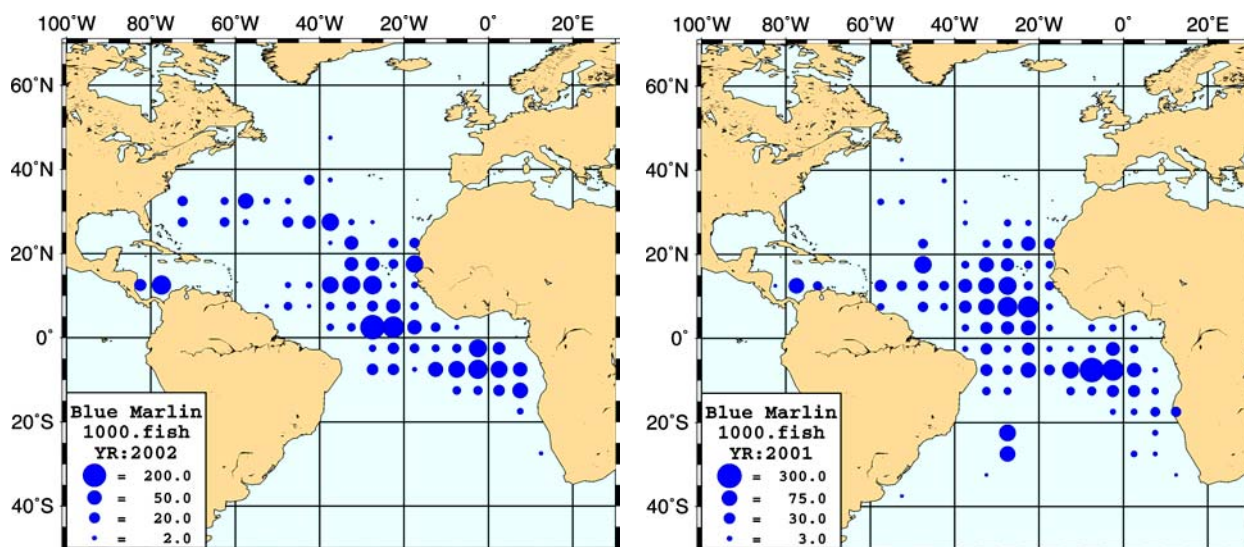 100°W 80°W 60°W 40°W 20°W 0° 20°E
60°N
40°N
20°N
0°
20°S
40°S
Blue Marlin
1000.fish
YR:2002
= 200.0
= 50.0
= 20.0
= 2.0
100°W 80°W 60°W 40°W 20°W 0° 20°E
60°N
40°N
20°N
0°
20°S
40°S
Blue Marlin
1000.fish
YR:2001
= 300.0
= 75.0
= 30.0
= 3.0